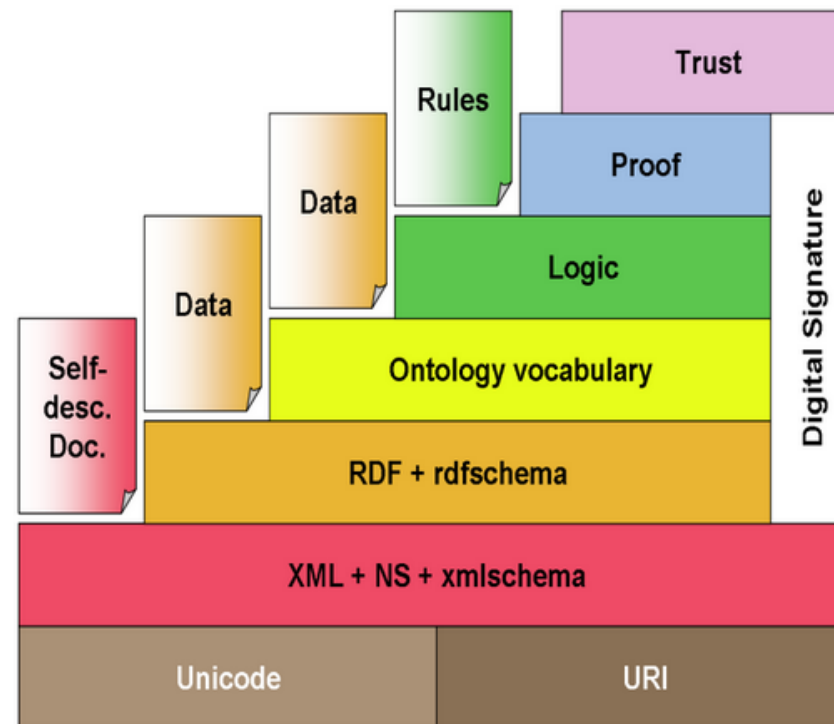 Trust
Rules
Proof
Data
Logic
Data
Digital Signature
Self-
desc.
Doc.
Ontology vocabulary
RDF + rdfschema
XML + NS + xmlschema
Unicode
URI